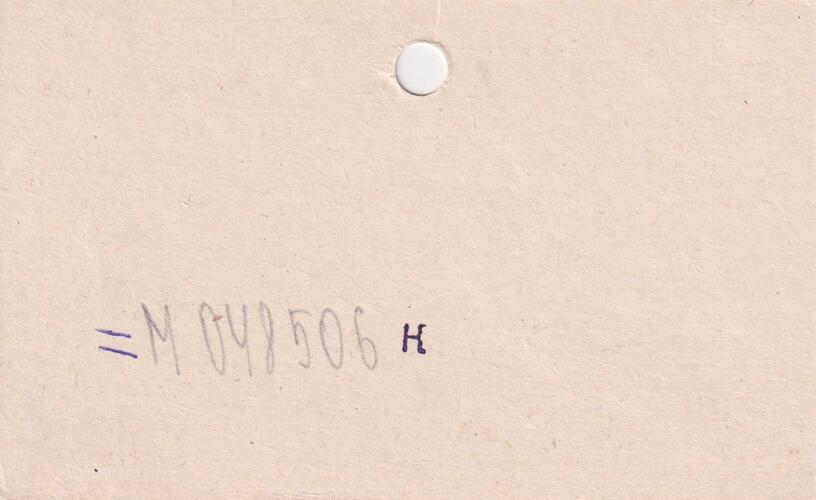 = М 048506 н